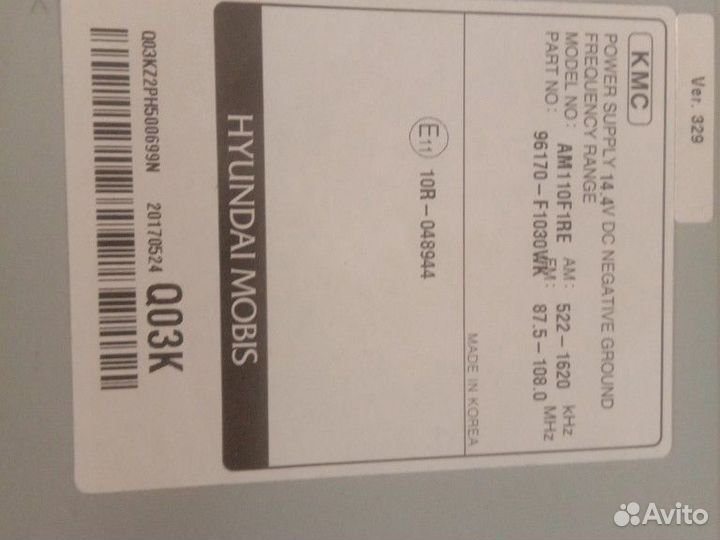 Ver. 329
KMC
POWER SUPPLY 14.4V DC NEGATIVE GROUND
FREQUENCY RANGE AM: 522-1620 kHz
FM: 87.5-108.0 MHz
MODEL NO: AM110F1RE
PART NO: 96170-F1030WK
MADE IN KOREA
E11 10R-048944
HYUNDAI MOBIS
Q03KZ2PH500699N 20170524 Q03K
Avito